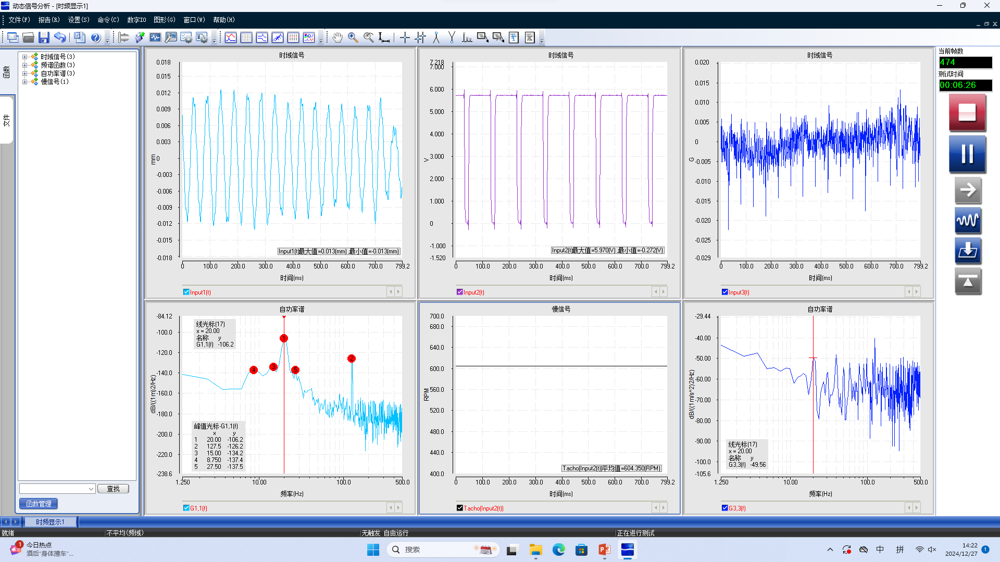 动态信号分析 - [时频显示1]
文件(F) 报告(R) 设置(S) 命令(C) 数字IO 图形(G) 窗口(W) 帮助(H)
函数
文件
时域信号(3)
频谱函数(3)
自功率谱(3)
慢信号(1)
查找
函数管理
时域信号
0.018
0.015
0.012
0.009
0.006
0.003
0
-0.003
-0.006
-0.009
-0.012
-0.015
-0.018
mm
Input1(t)最大值=0.013(mm) ,最小值=-0.013(mm)
0 100.0 200.0 300.0 400.0 500.0 600.0 700.0 799.2
时间(ms)
Input1(t)
时域信号
7.218
7.000
6.000
5.000
4.000
3.000
2.000
1.000
0
-1.000
-1.520
V
Input2(t)最大值=5.970(V) ,最小值=-0.272(V)
0 100.0 200.0 300.0 400.0 500.0 600.0 799.2
时间(ms)
Input2(t)
时域信号
0.020
0.015
0.010
0.005
0
-0.005
-0.010
-0.015
-0.020
-0.025
-0.029
G
0 100.0 200.0 300.0 400.0 500.0 600.0 700.0 799.2
时间(ms)
Input3(t)
自功率谱
-84.12
-100.0
-120.0
-140.0
-160.0
-180.0
-200.0
-220.0
-238.6
dB/((1m)2/Hz)
线光标(17)
x = 20.00
名称 y
G1,1(f) -106.2
1
2
3
4
5
峰值光标-G1,1(f)
x y
1 20.00 -106.2
2 127.5 -126.2
3 15.00 -134.2
4 8.750 -137.4
5 27.50 -137.5
1.250 10.00 100.0 500.0
频率(Hz)
G1,1(f)
慢信号
700.0
680.0
640.0
600.0
560.0
520.0
480.0
440.0
400.0
RPM
Tacho(Input2(t))平均值=604.350(RPM)
0 100.0 200.0 300.0 400.0 500.0 600.0 700.0 799.2
时间(ms)
Tacho(Input2(t))
自功率谱
-29.44
-40.00
-50.00
-60.00
-70.00
-80.00
-90.00
-100.0
-105.6
dB/((1m/s^2)2/Hz)
线光标(17)
x = 20.00
名称 y
G3,3(f) -49.56
1.250 10.00 100.0 500.0
频率(Hz)
G3,3(f)
当前帧数
474
测试时间
00:06:26
时频显示1
就绪 不平均(频域) 无触发 自由运行 正在进行测试
1
今日热点
酒后“身体撞车”...
搜索
中 拼
14:22
2024/12/27
1